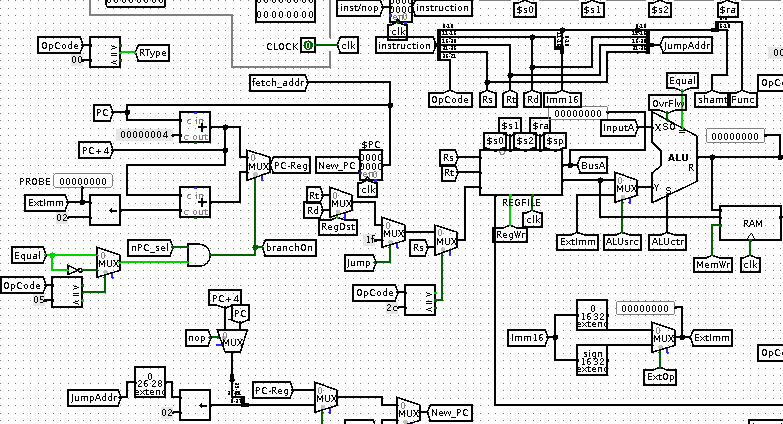 inst/nop
instruction
$s0
$s1
$s2
$ra
clk
OpCode
00
RType
CLOCK
0
clk
instruction
JumpAddr
fetch_addr
Equal
OpCode
Rs
Rt
Rd
Imm16
OvrFlw
shamt
Func
PC
c in
+
c out
00000004
PC+4
00000000
InputA
00000000
$s1
$ra
$s0
$s2
$sp
$PC
MUX
PC-Reg
New_PC
clk
Rs
Rt
BusA
ALU
R
PROBE
00000000
ExtImm
02
c in
+
c out
Rt
Rd
MUX
RegDst
REGFILE
clk
RegWr
MUX
RAM
1f
MUX
Rs
MUX
ExtImm
ALUsrc
ALUctr
MemWr
clk
Equal
nPC_sel
branchOn
MUX
Jump
OpCode
05
OpCode
2c
PC+4
PC
nop
MUX
0
16 32
extend
00000000
Imm16
MUX
ExtImm
sign
16 32
extend
ExtOp
JumpAddr
0
26 28
extend
02
PC-Reg
MUX
MUX
New_PC